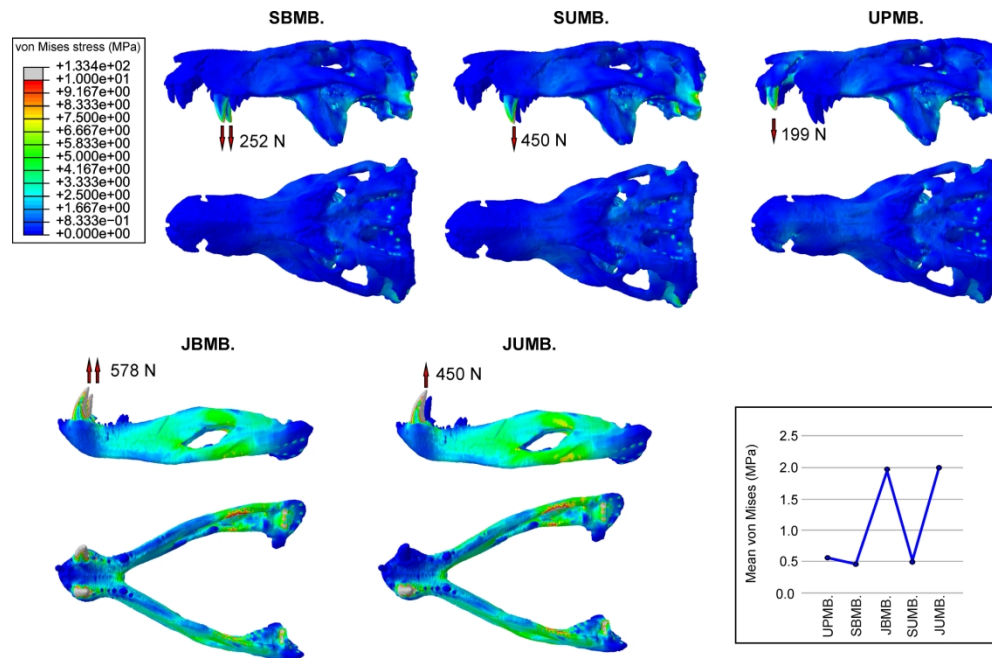 SBMB.
SUMB.
UPMB.
von Mises stress (MPa)
+1.334e+02
+1.000e+01
+9.167e+00
+8.333e+00
+7.500e+00
+6.667e+00
+5.833e+00
+5.000e+00
+4.167e+00
+3.333e+00
+2.500e+00
+1.667e+00
+8.333e−01
+0.000e+00
252 N
450 N
199 N
JBMB.
JUMB.
578 N
450 N
Mean von Mises (MPa)
2.5
2.0
1.5
1.0
0.5
0.0
UPMB.
SBMB.
JBMB.
SUMB.
JUMB.